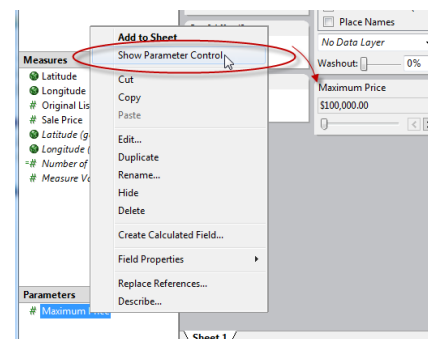 Place Names
No Data Layer
Washout:
0%
Maximum Price
$100,000.00
Measures
Latitude
Longitude
# Original Lis
# Sale Price
Latitude (g
Longitude (
=# Number of
# Measure Va
Parameters
# Maximum
Add to Sheet
Show Parameter Control
Cut
Copy
Paste
Edit...
Duplicate
Rename...
Hide
Delete
Create Calculated Field...
Field Properties
Replace References...
Describe...
Sheet 1